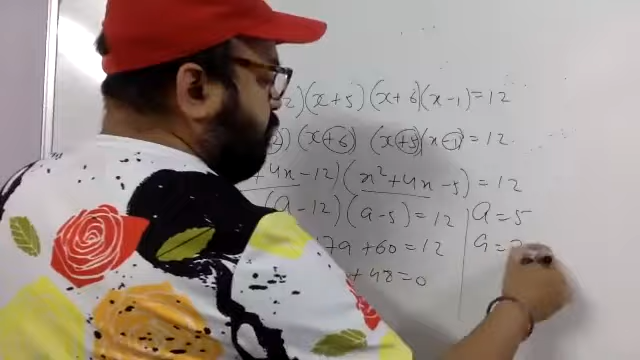 2)(x+5)(x+6)(x-1)=12
) (x+6) (x+5)(x-1)=12
+4x-12)(x²+4x-5)=12
(a-12)(a-5)=12
7a+60=12
+48=0
a=5
a=